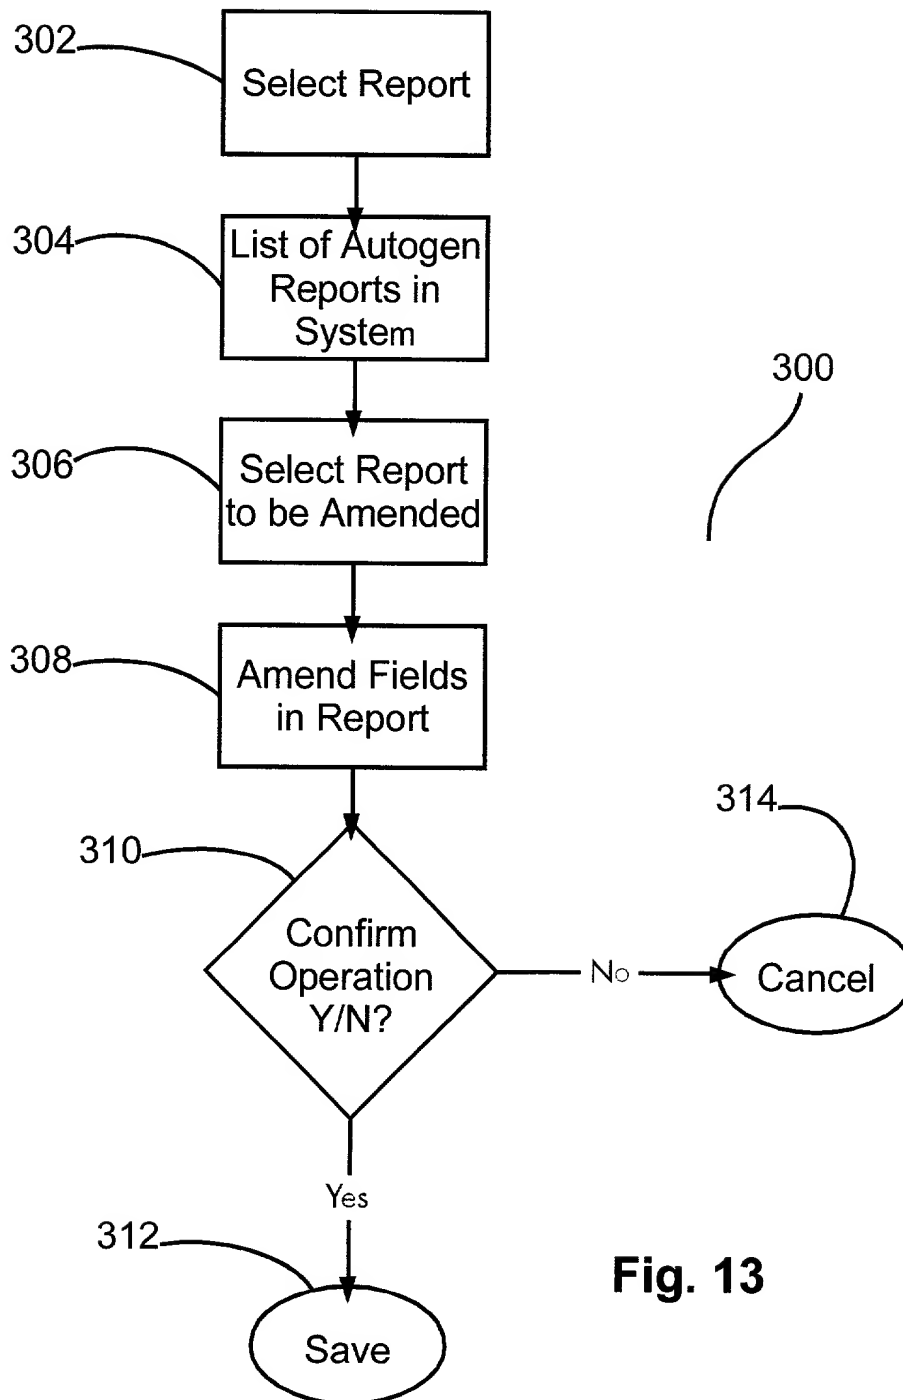 302
Select Report
304
List of Autogen
Reports in
System
300
306
Select Report
to be Amended
308
Amend Fields
in Report
314
310
Confirm
Operation
Y/N?
No
Cancel
Yes
312
Fig. 13
Save